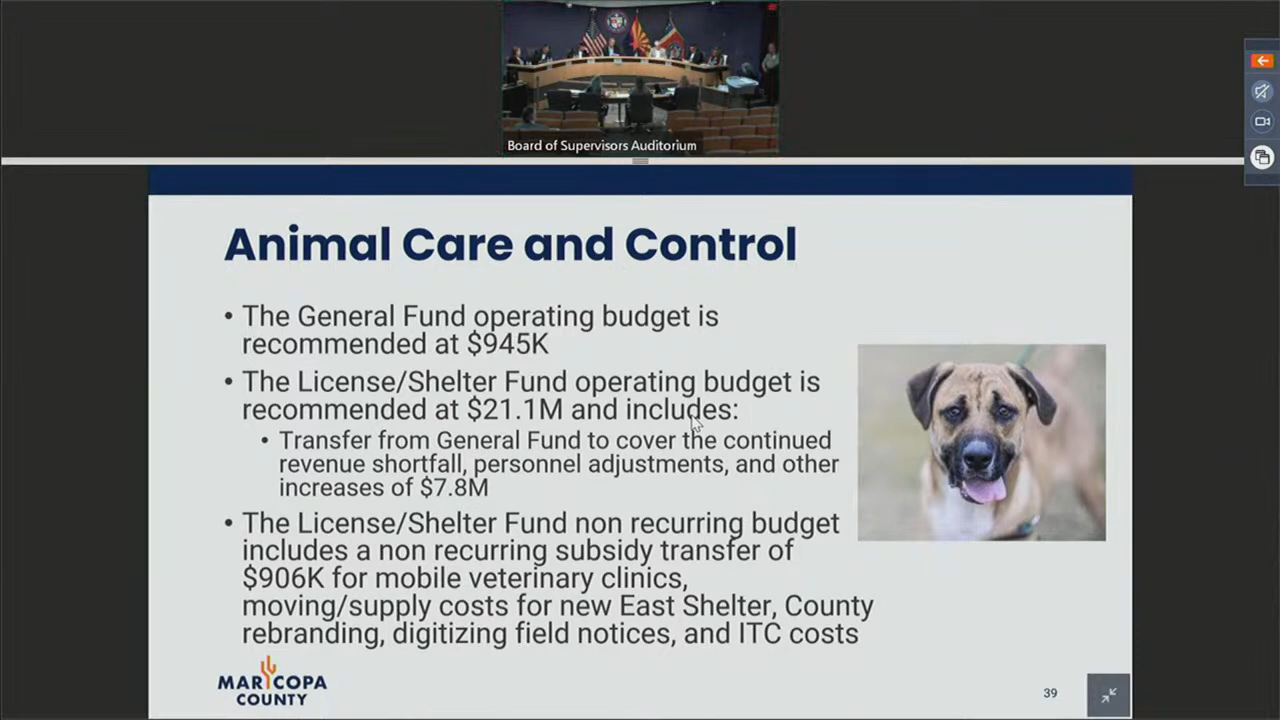 Board of Supervisors Auditorium
Animal Care and Control
• The General Fund operating budget is
recommended at $945K
• The License/Shelter Fund operating budget is
recommended at $21.1M and includes:
• Transfer from General Fund to cover the continued
revenue shortfall, personnel adjustments, and other
increases of $7.8M
• The License/Shelter Fund non recurring budget
includes a non recurring subsidy transfer of
$906K for mobile veterinary clinics,
moving/supply costs for new East Shelter, County
rebranding, digitizing field notices, and ITC costs
MARICOPA
COUNTY
39